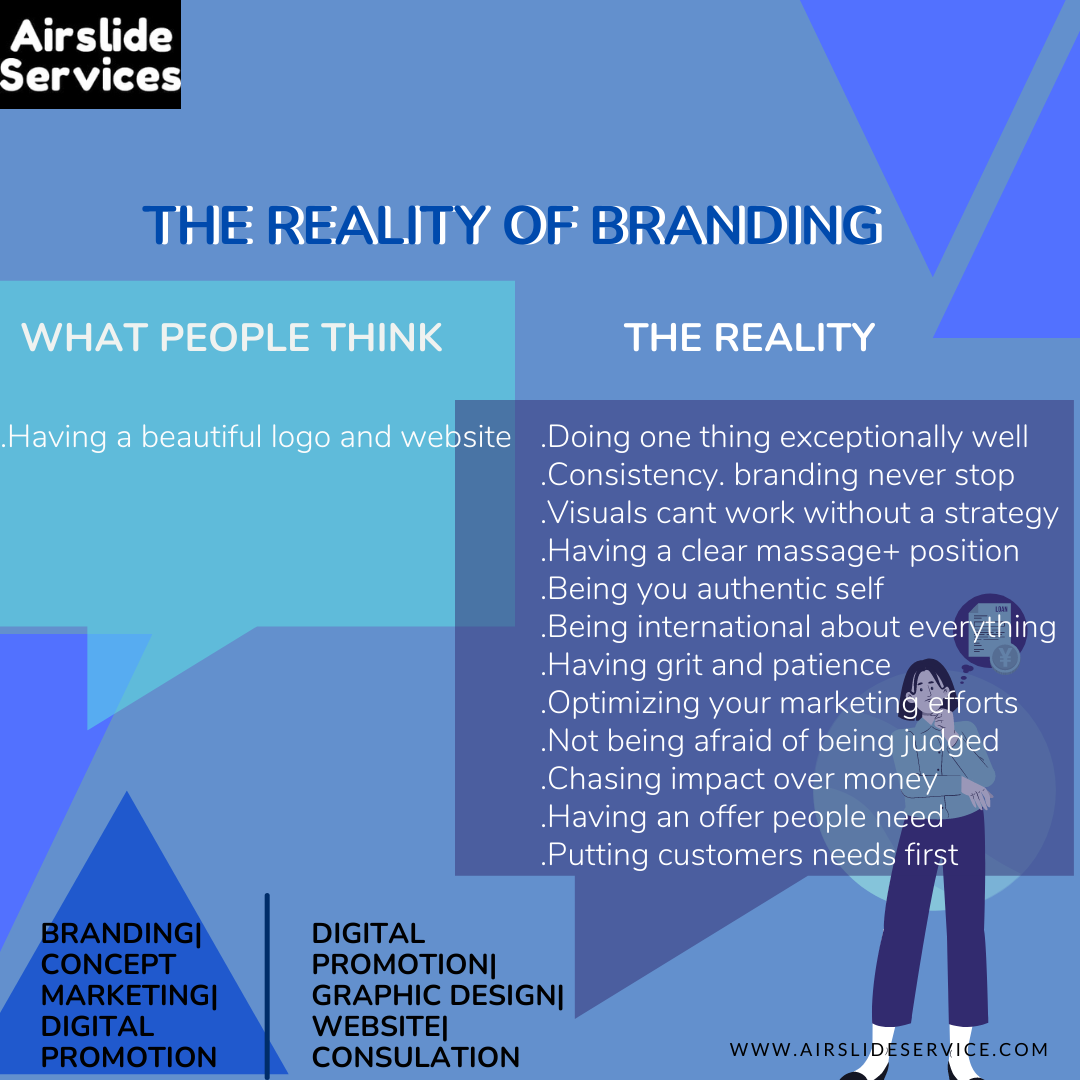 Airslide
Services
THE REALITY OF BRANDING
WHAT PEOPLE THINK
.Having a beautiful logo and website
THE REALITY
.Doing one thing exceptionally well
.Consistency. branding never stop
.Visuals cant work without a strategy
.Having a clear massage+ position
.Being you authentic self
.Being international about everything
.Having grit and patience
.Optimizing your marketing efforts
.Not being afraid of being judged
.Chasing impact over money
.Having an offer people need
.Putting customers needs first
LOAN
¥
BRANDING|
CONCEPT
MARKETING|
DIGITAL
PROMOTION
DIGITAL
PROMOTION|
GRAPHIC DESIGN|
WEBSITE|
CONSULATION
WWW.AIRSLIDESERVICE.COM